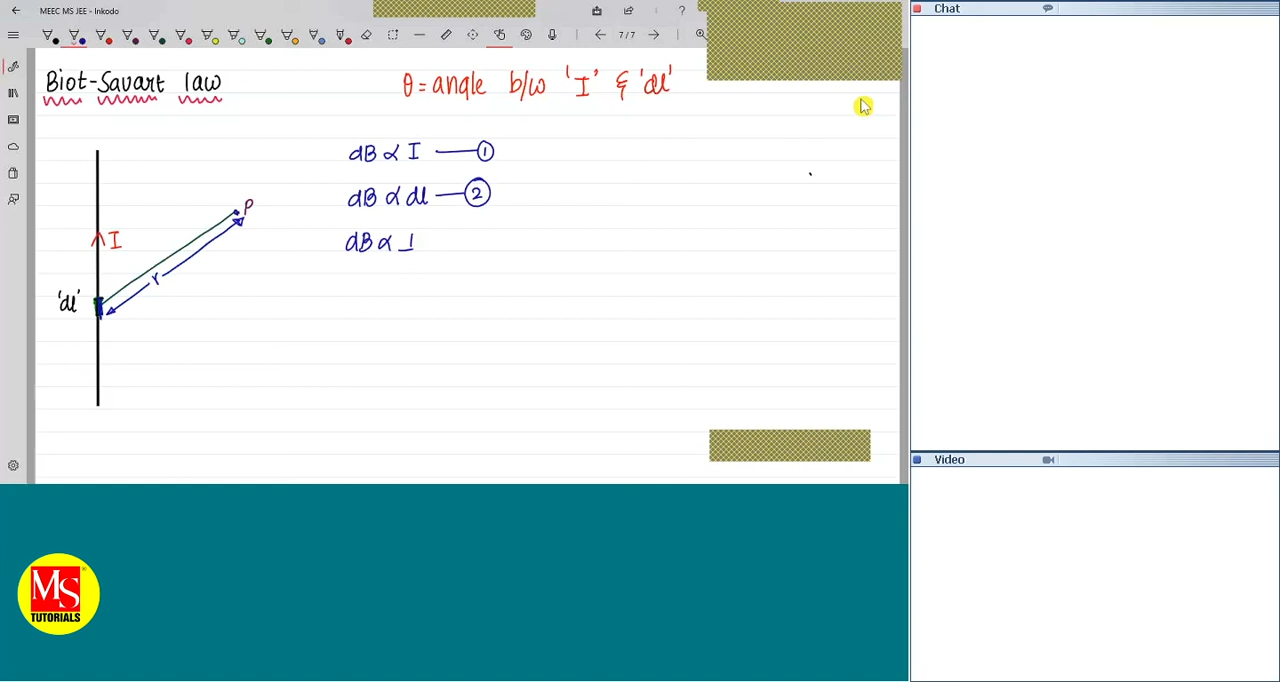 MEEC MS JEE - Inkodo
7/7
Chat
Biot-Savart law
θ = angle b/w 'I' & 'dl'
dB ∝ I —— ①
dB ∝ dl —— ②
dB ∝ 1
P
I
r
'dl'
Video
MS
TUTORIALS